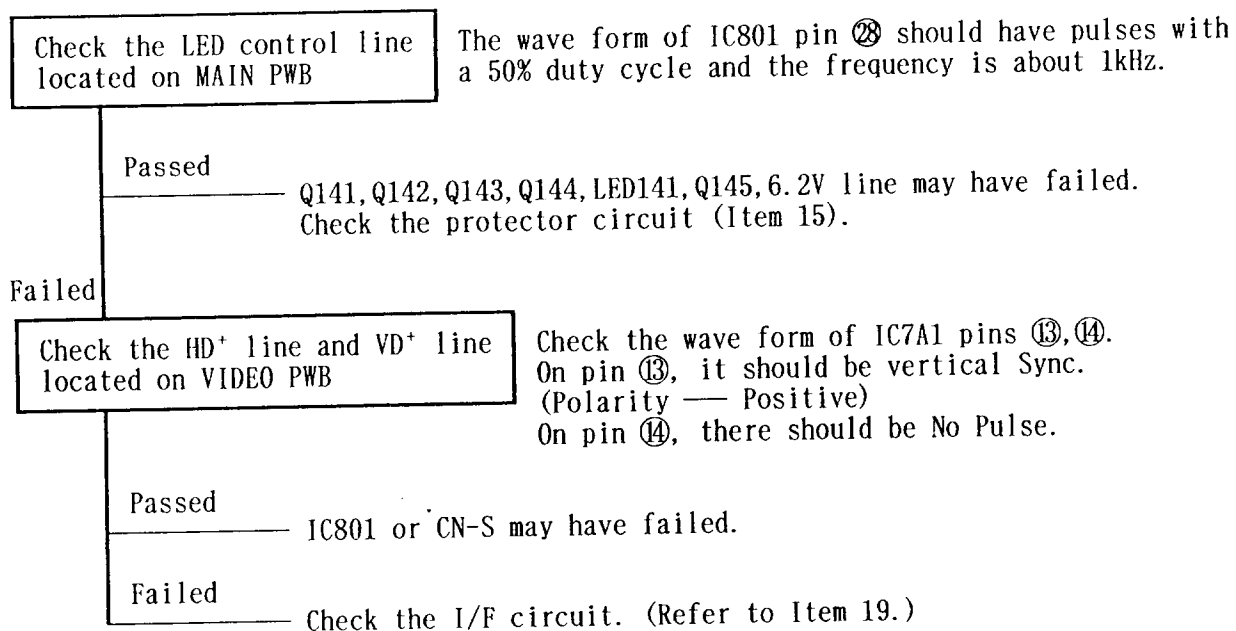 Check the LED control line
located on MAIN PWB
The wave form of IC801 pin ㉘ should have pulses with
a 50% duty cycle and the frequency is about 1kHz.
Passed
Q141,Q142,Q143,Q144,LED141,Q145,6.2V line may have failed.
Check the protector circuit (Item 15).
Failed
Check the HD⁺ line and VD⁺ line
located on VIDEO PWB
Check the wave form of IC7A1 pins ⑬,⑭.
On pin ⑬, it should be vertical Sync.
(Polarity — Positive)
On pin ⑭, there should be No Pulse.
Passed
IC801 or CN-S may have failed.
Failed
Check the I/F circuit. (Refer to Item 19.)